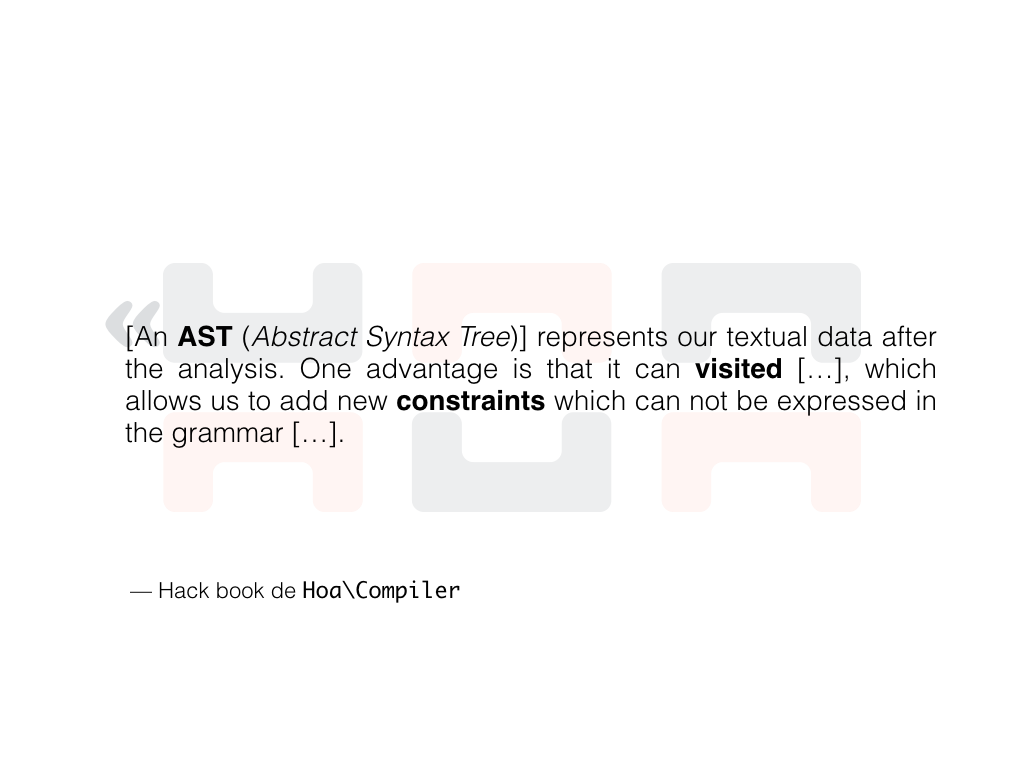 «
[An AST (Abstract Syntax Tree)] represents our textual data after
the analysis. One advantage is that it can visited […], which
allows us to add new constraints which can not be expressed in
the grammar […].
HOA
— Hack book de Hoa\Compiler